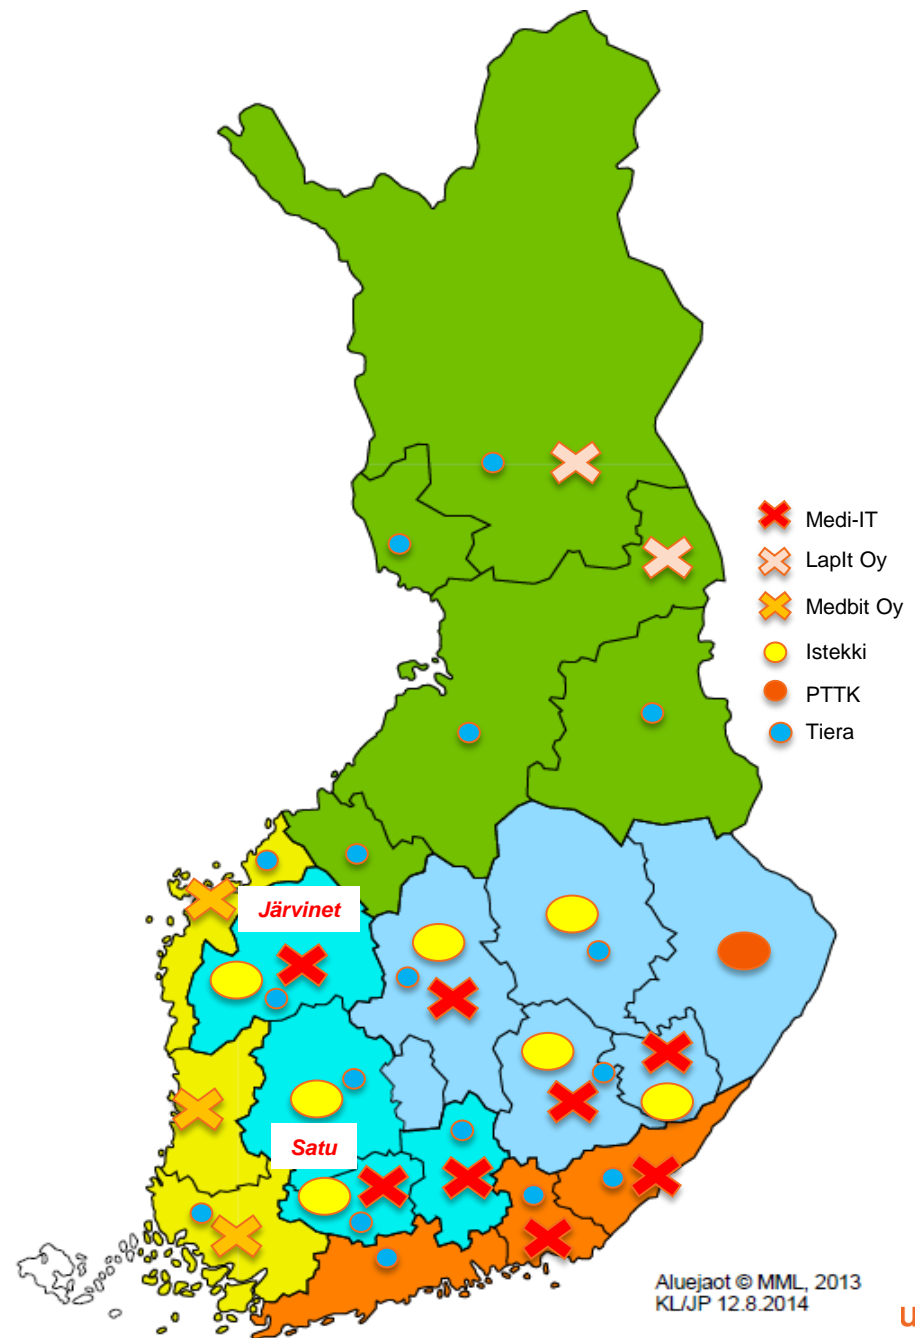 Medi-IT
LapIt Oy
Medbit Oy
Istekki
PTTK
Tiera
Järvinet
Satu
Aluejaot © MML, 2013
KL/JP 12.8.2014
u